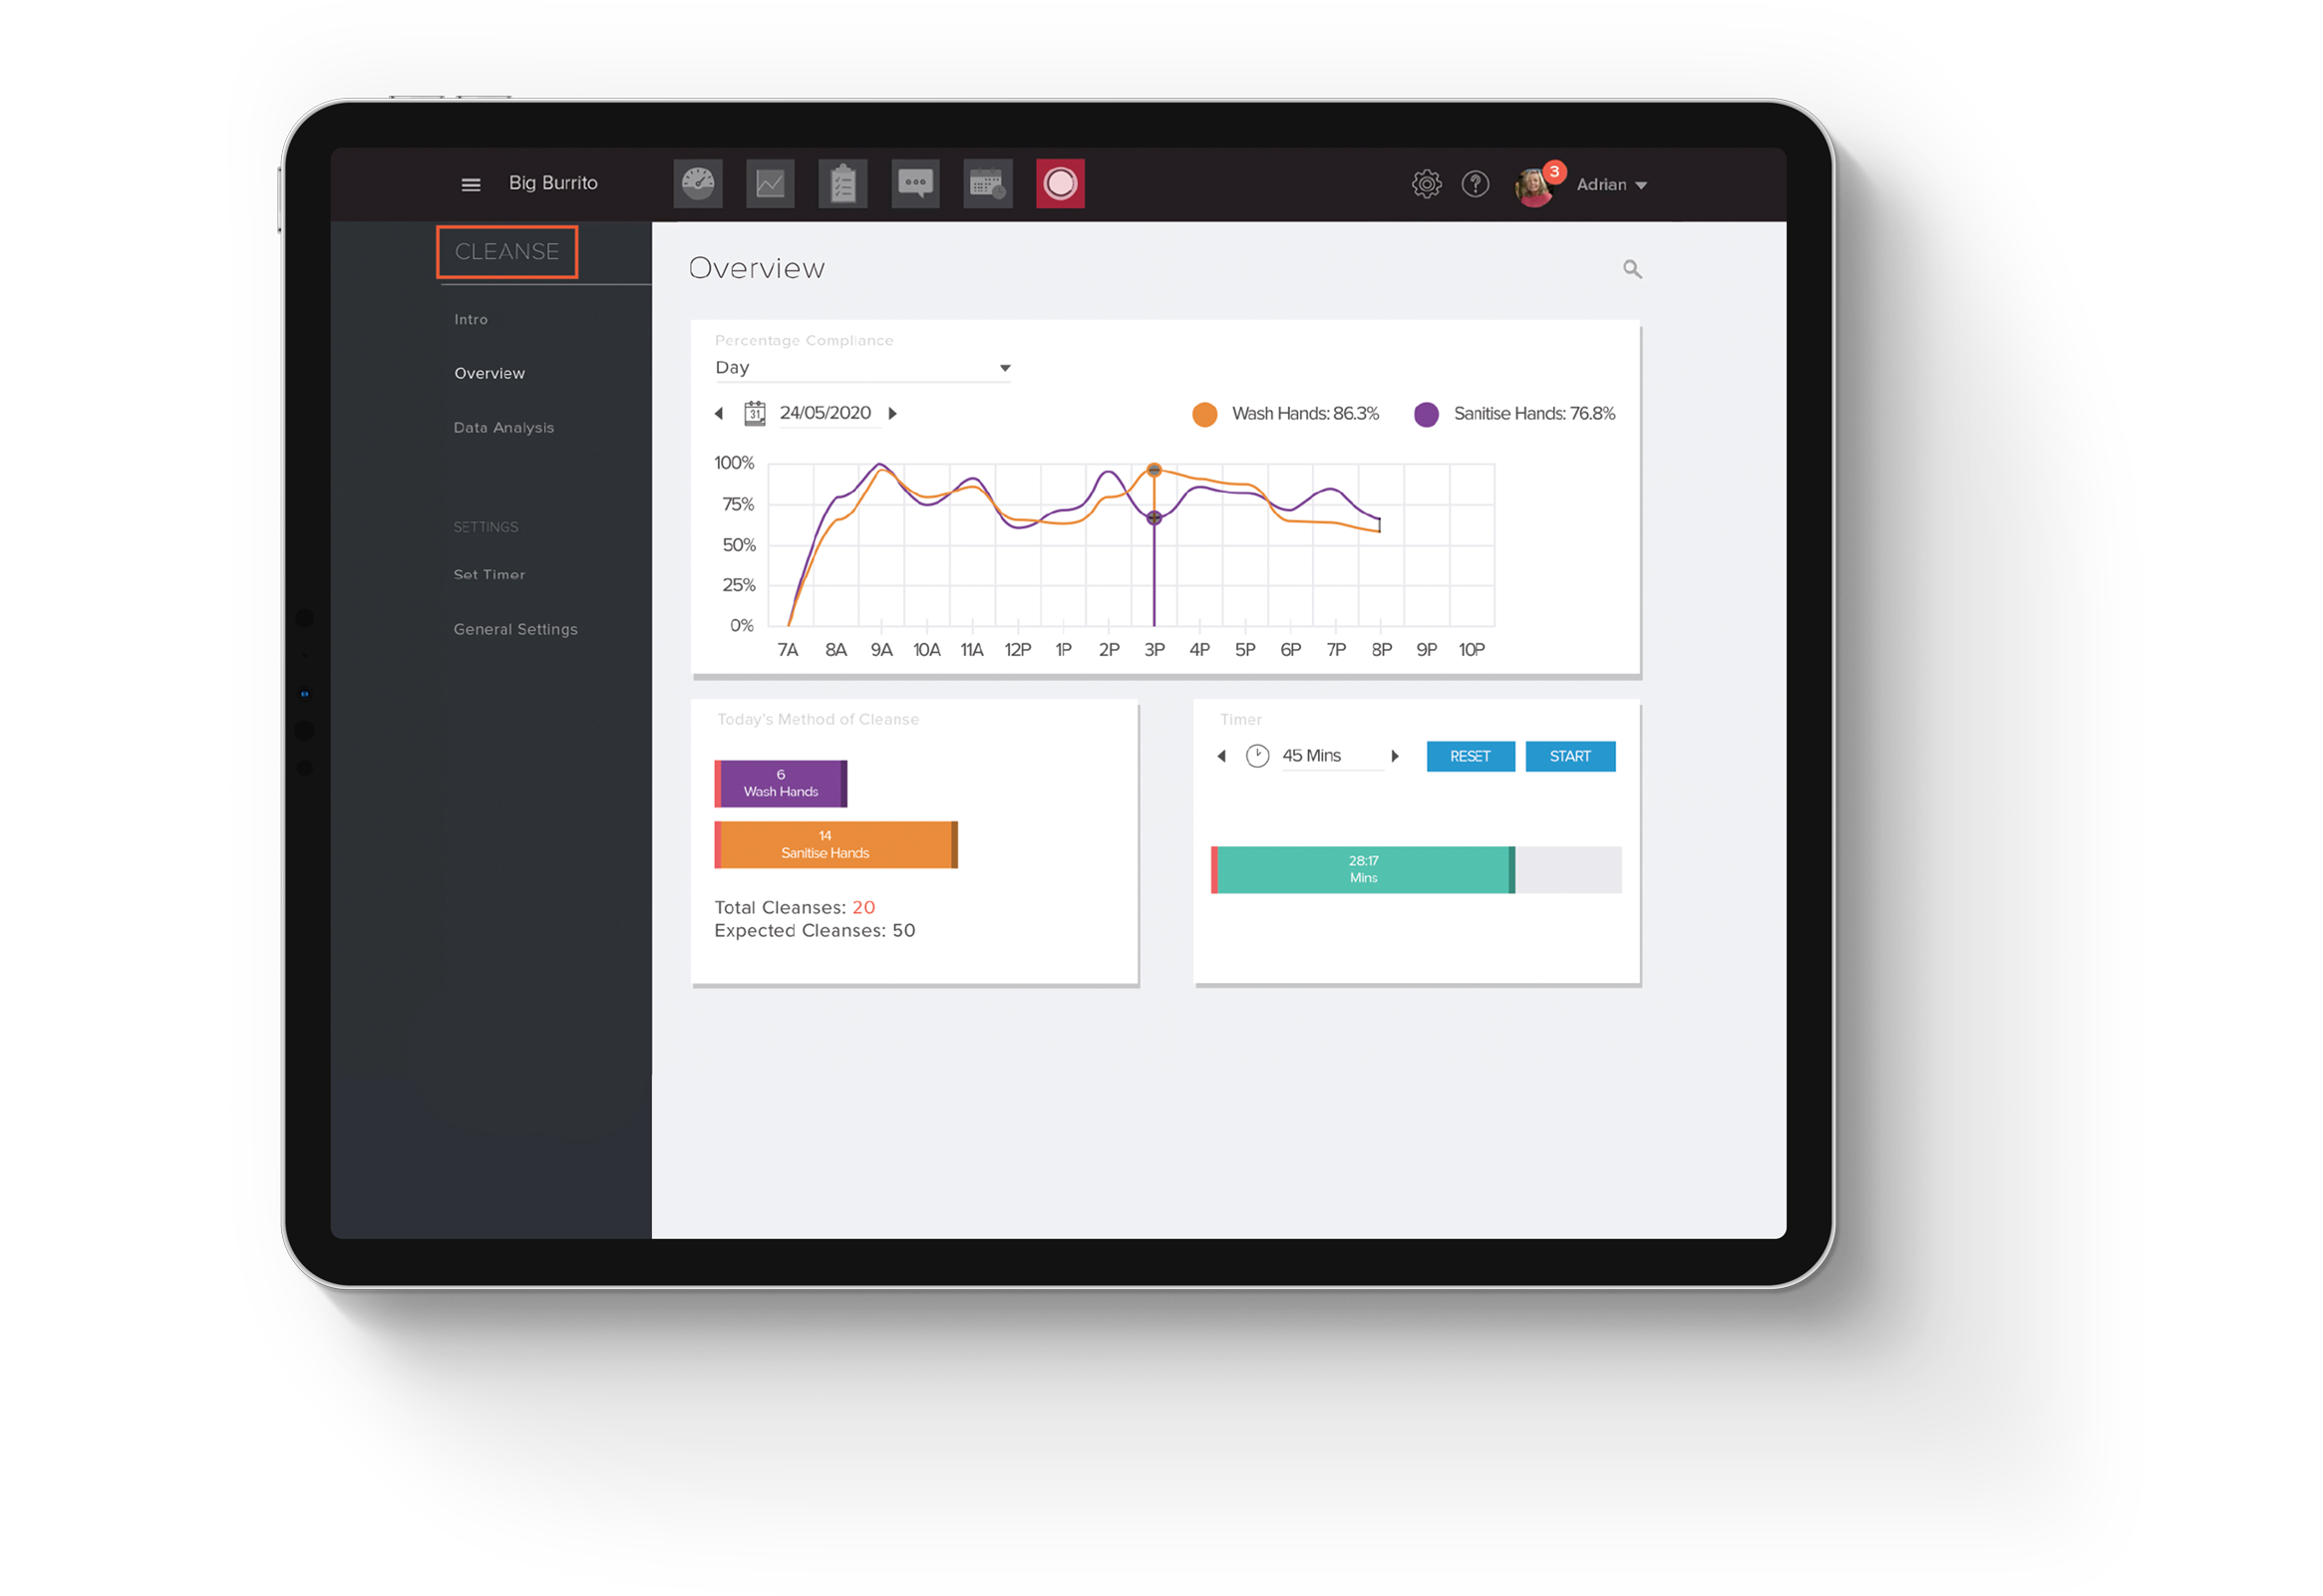 Big Burrito
3
Adrian
CLEANSE
Intro
Overview
Data Analysis
SETTINGS
Set Timer
General Settings
Overview
Percentage Compliance
Day
31
24/05/2020
Wash Hands: 86.3%
Sanitise Hands: 76.8%
100%
75%
50%
25%
0%
7A 8A 9A 10A 11A 12P 1P 2P 3P 4P 5P 6P 7P 8P 9P 10P
Today's Method of Cleanse
6
Wash Hands
14
Sanitise Hands
Total Cleanses: 20
Expected Cleanses: 50
Timer
45 Mins
RESET
START
28:17
Mins